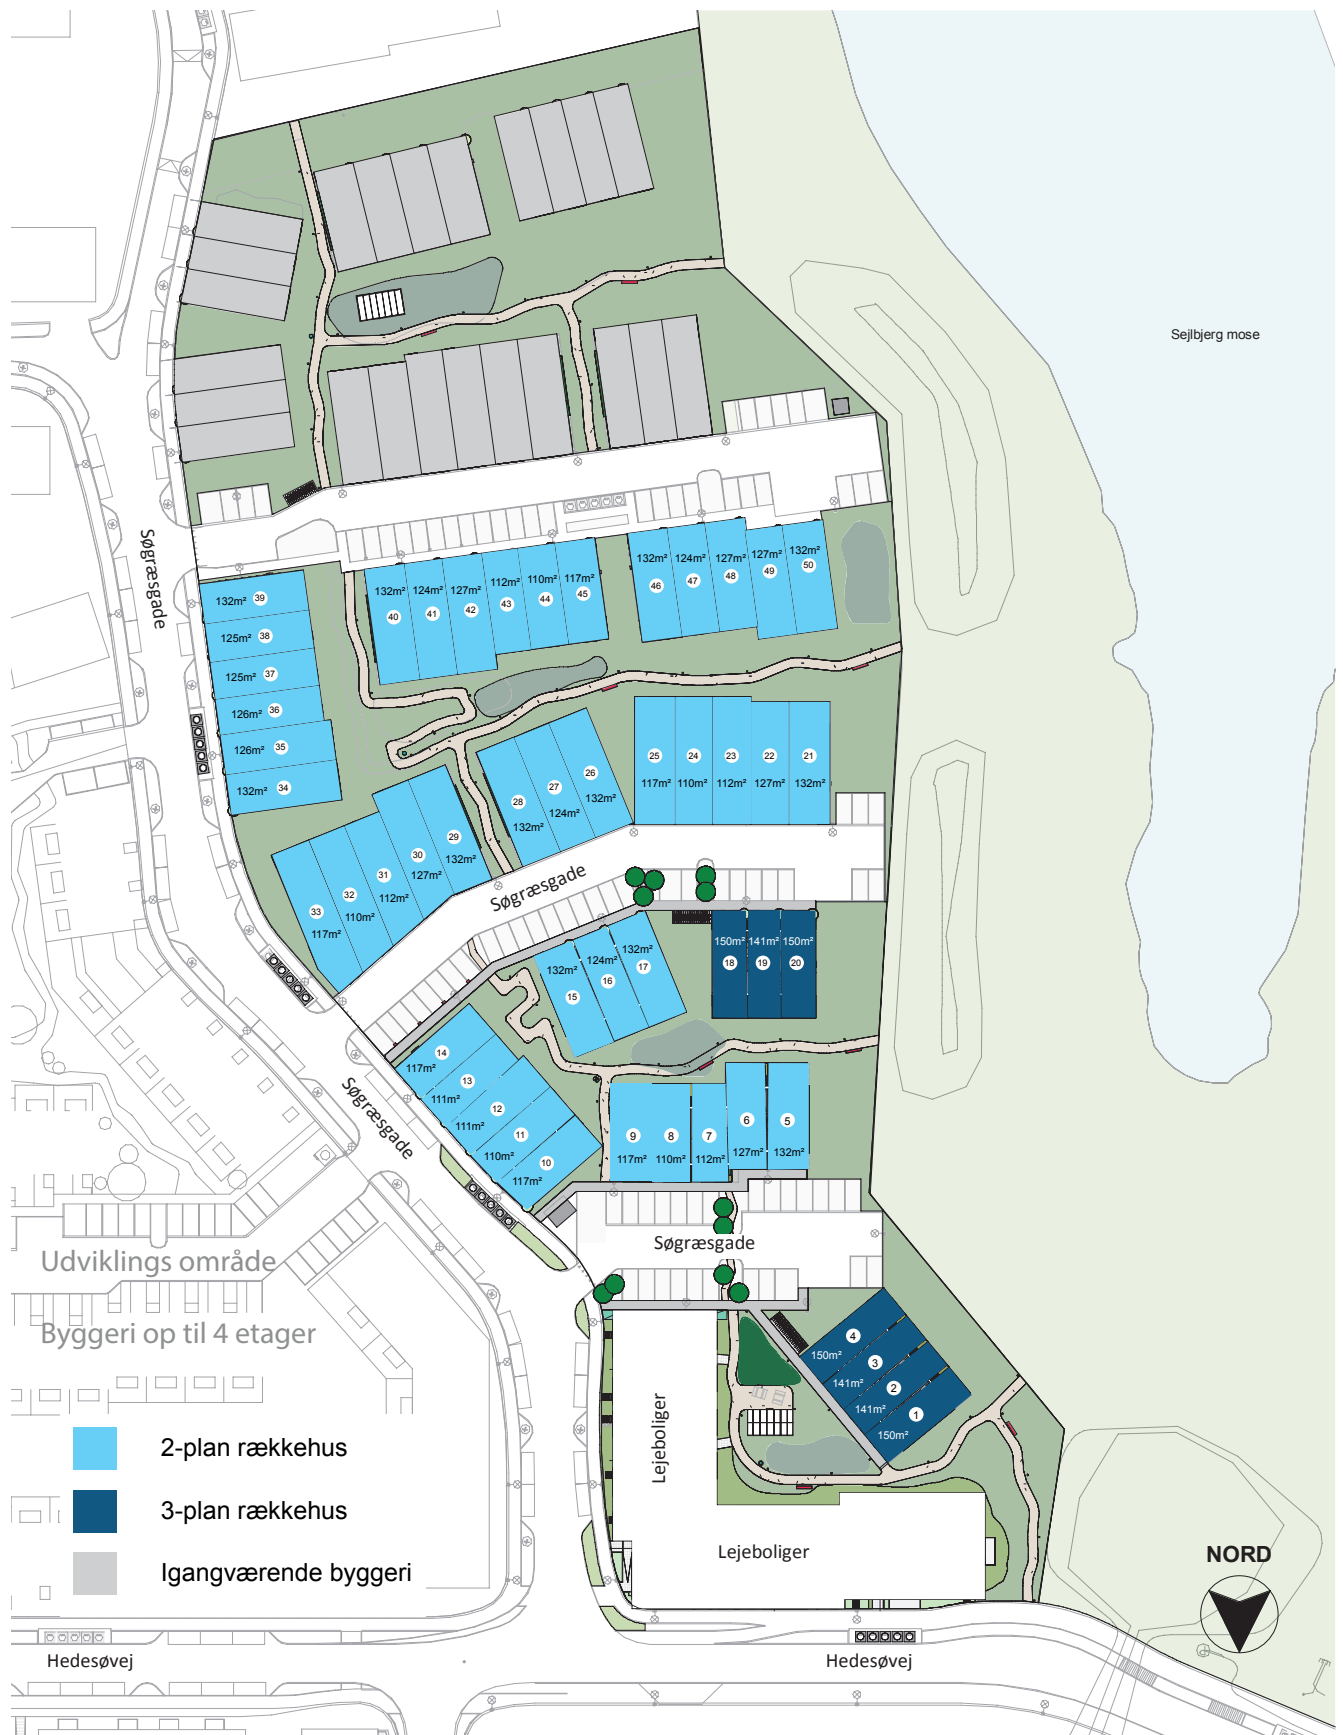 Sejlbjerg mose
Søgræsgade
132m² 39
125m² 38
125m² 37
126m² 36
126m² 35
132m² 34
132m² 124m² 127m² 112m² 110m² 117m²
40 41 42 43 44 45
132m² 124m² 127m² 127m² 132m²
46 47 48 49 50
25 24 23 22 21
117m² 110m² 112m² 127m² 132m²
28 27 26
132m² 124m² 132m²
33 32 31 30 29
117m² 110m² 112m² 127m² 132m²
Søgræsgade
132m² 124m² 132m²
15 16 17
150m² 141m² 150m²
18 19 20
14
117m²
13
111m²
12
111m²
11
110m²
10
117m²
Søgræsgade
9 8 7 6 5
117m² 110m² 112m² 127m² 132m²
Søgræsgade
4
150m²
3
141m²
2
141m²
1
150m²
Lejeboliger
Lejeboliger
Udviklings område
Byggeri op til 4 etager
2-plan rækkehus
3-plan rækkehus
Igangværende byggeri
NORD
Hedesøvej
Hedesøvej